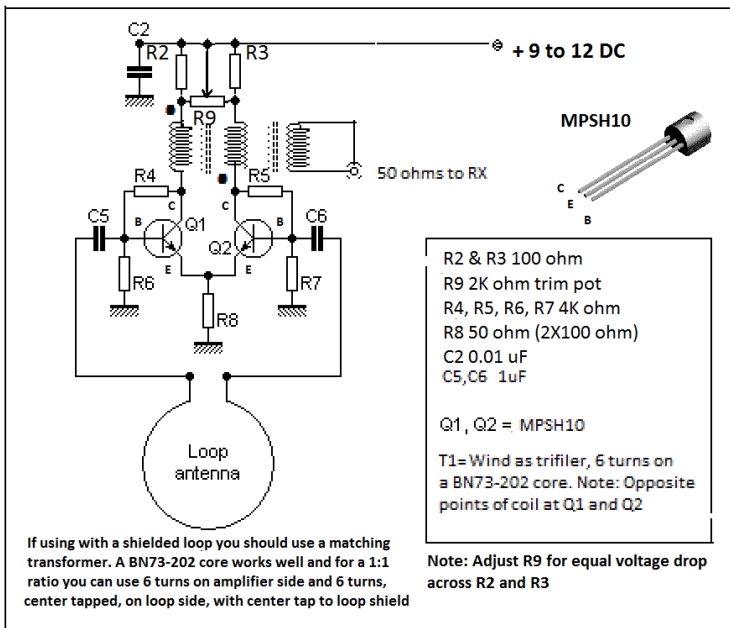 C2
R2
R3
+ 9 to 12 DC
R9
MPSH10
50 ohms to RX
R4
R5
C
C
C
E
B
C5
B
Q1
Q2
B
C6
R6
E
E
R7
R8
R2 & R3 100 ohm
R9 2K ohm trim pot
R4, R5, R6, R7 4K ohm
R8 50 ohm (2X100 ohm)
C2 0.01 uF
C5,C6 1uF
Q1, Q2 = MPSH10
T1= Wind as trifiler, 6 turns on
a BN73-202 core. Note: Opposite
points of coil at Q1 and Q2
Loop
antenna
If using with a shielded loop you should use a matching
transformer. A BN73-202 core works well and for a 1:1
ratio you can use 6 turns on amplifier side and 6 turns,
center tapped, on loop side, with center tap to loop shield
Note: Adjust R9 for equal voltage drop
across R2 and R3